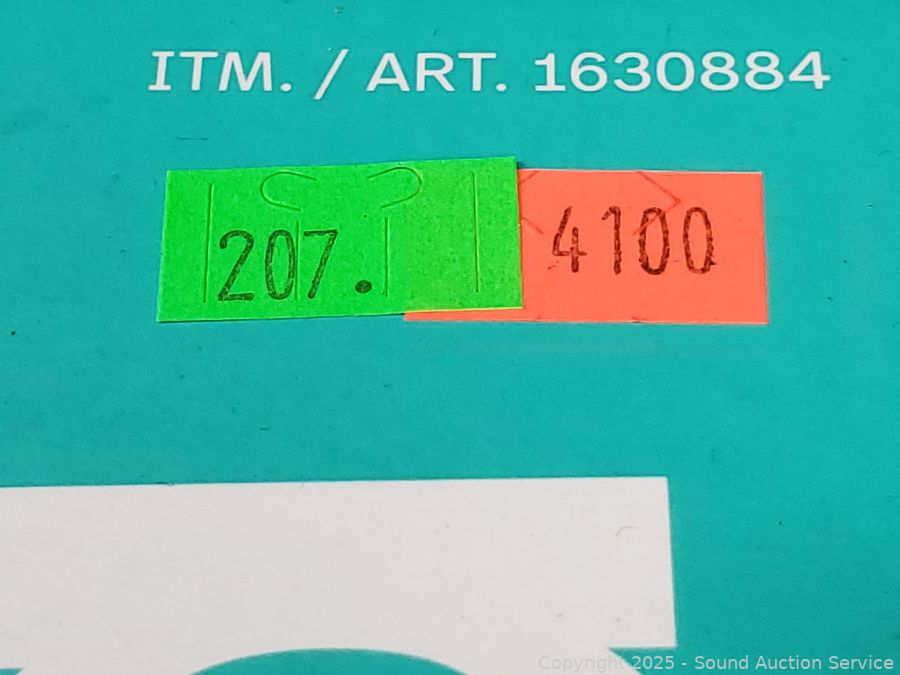 ITM. / ART. 1630884
207.
4100
Copyright 2025 - Sound Auction Service